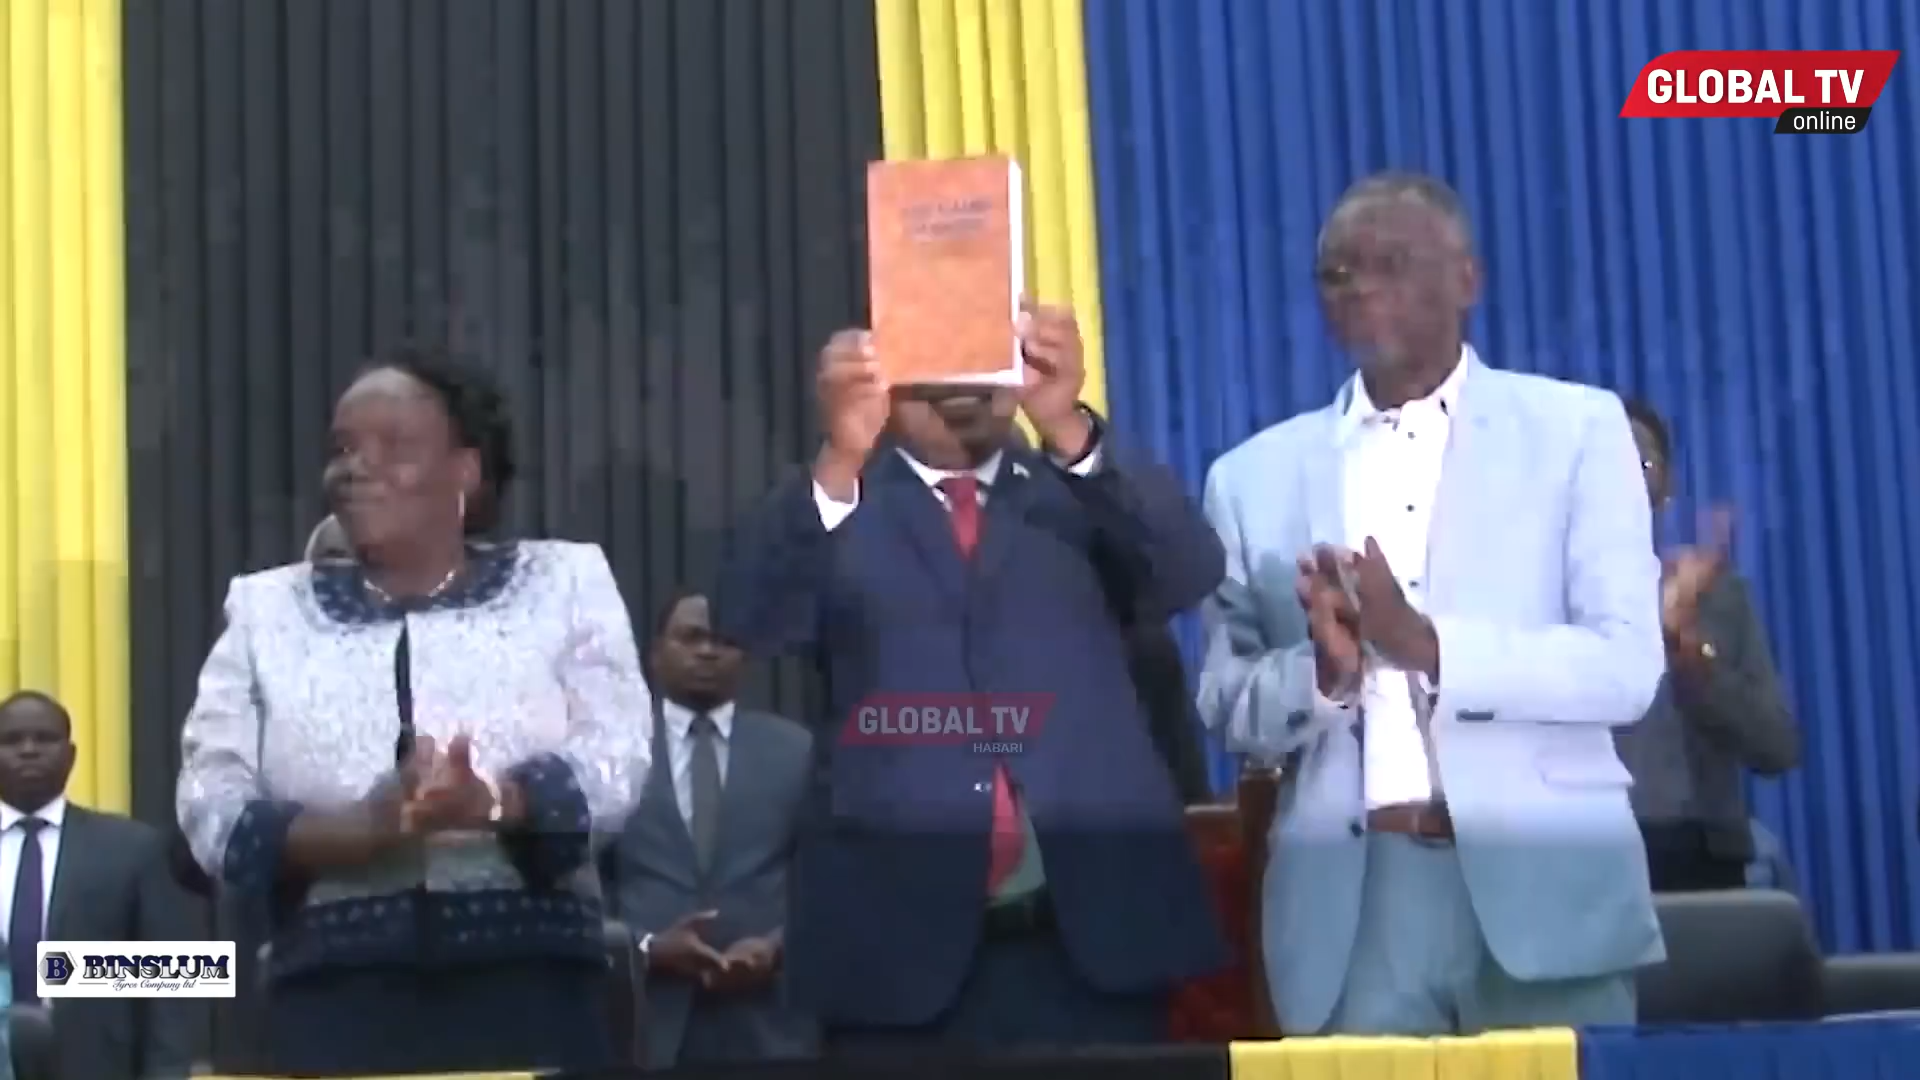 GLOBAL TV
online
GLOBAL TV
HABARI
B BINSLUM
Tyres Company ltd